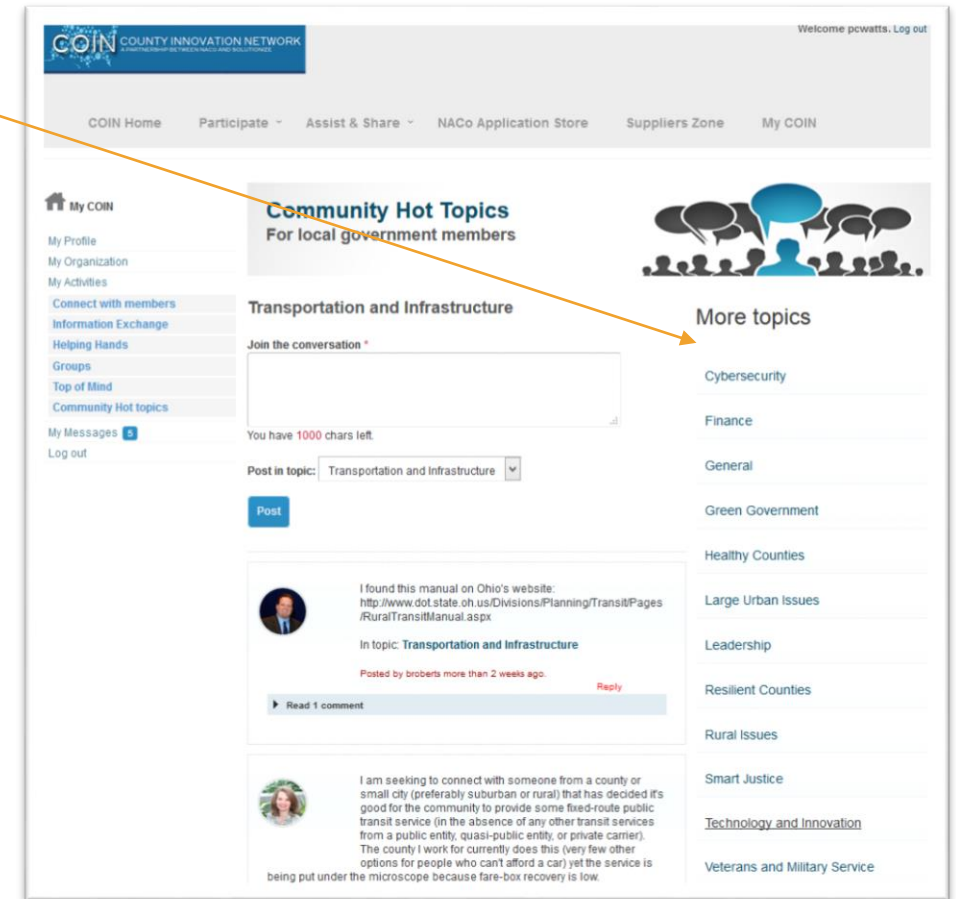 COIN COUNTY INNOVATION NETWORK
A PARTNERSHIP BETWEEN NACO AND SOLUTIONIZE
Welcome pcwatts. Log out
COIN Home Participate Assist & Share NACo Application Store Suppliers Zone My COIN
My COIN
My Profile
My Organization
My Activities
Connect with members
Information Exchange
Helping Hands
Groups
Top of Mind
Community Hot topics
My Messages 5
Log out
Community Hot Topics
For local government members
Transportation and Infrastructure
Join the conversation *
You have 1000 chars left.
Post in topic: Transportation and Infrastructure
Post
I found this manual on Ohio's website:
http://www.dot.state.oh.us/Divisions/Planning/Transit/Pages
/RuralTransitManual.aspx
In topic: Transportation and Infrastructure
Posted by broberts more than 2 weeks ago.
Reply
Read 1 comment
I am seeking to connect with someone from a county or
small city (preferably suburban or rural) that has decided it's
good for the community to provide some fixed-route public
transit service (in the absence of any other transit services
from a public entity, quasi-public entity, or private carrier).
The county I work for currently does this (very few other
options for people who can't afford a car) yet the service is
being put under the microscope because fare-box recovery is low.
More topics
Cybersecurity
Finance
General
Green Government
Healthy Counties
Large Urban Issues
Leadership
Resilient Counties
Rural Issues
Smart Justice
Technology and Innovation
Veterans and Military Service